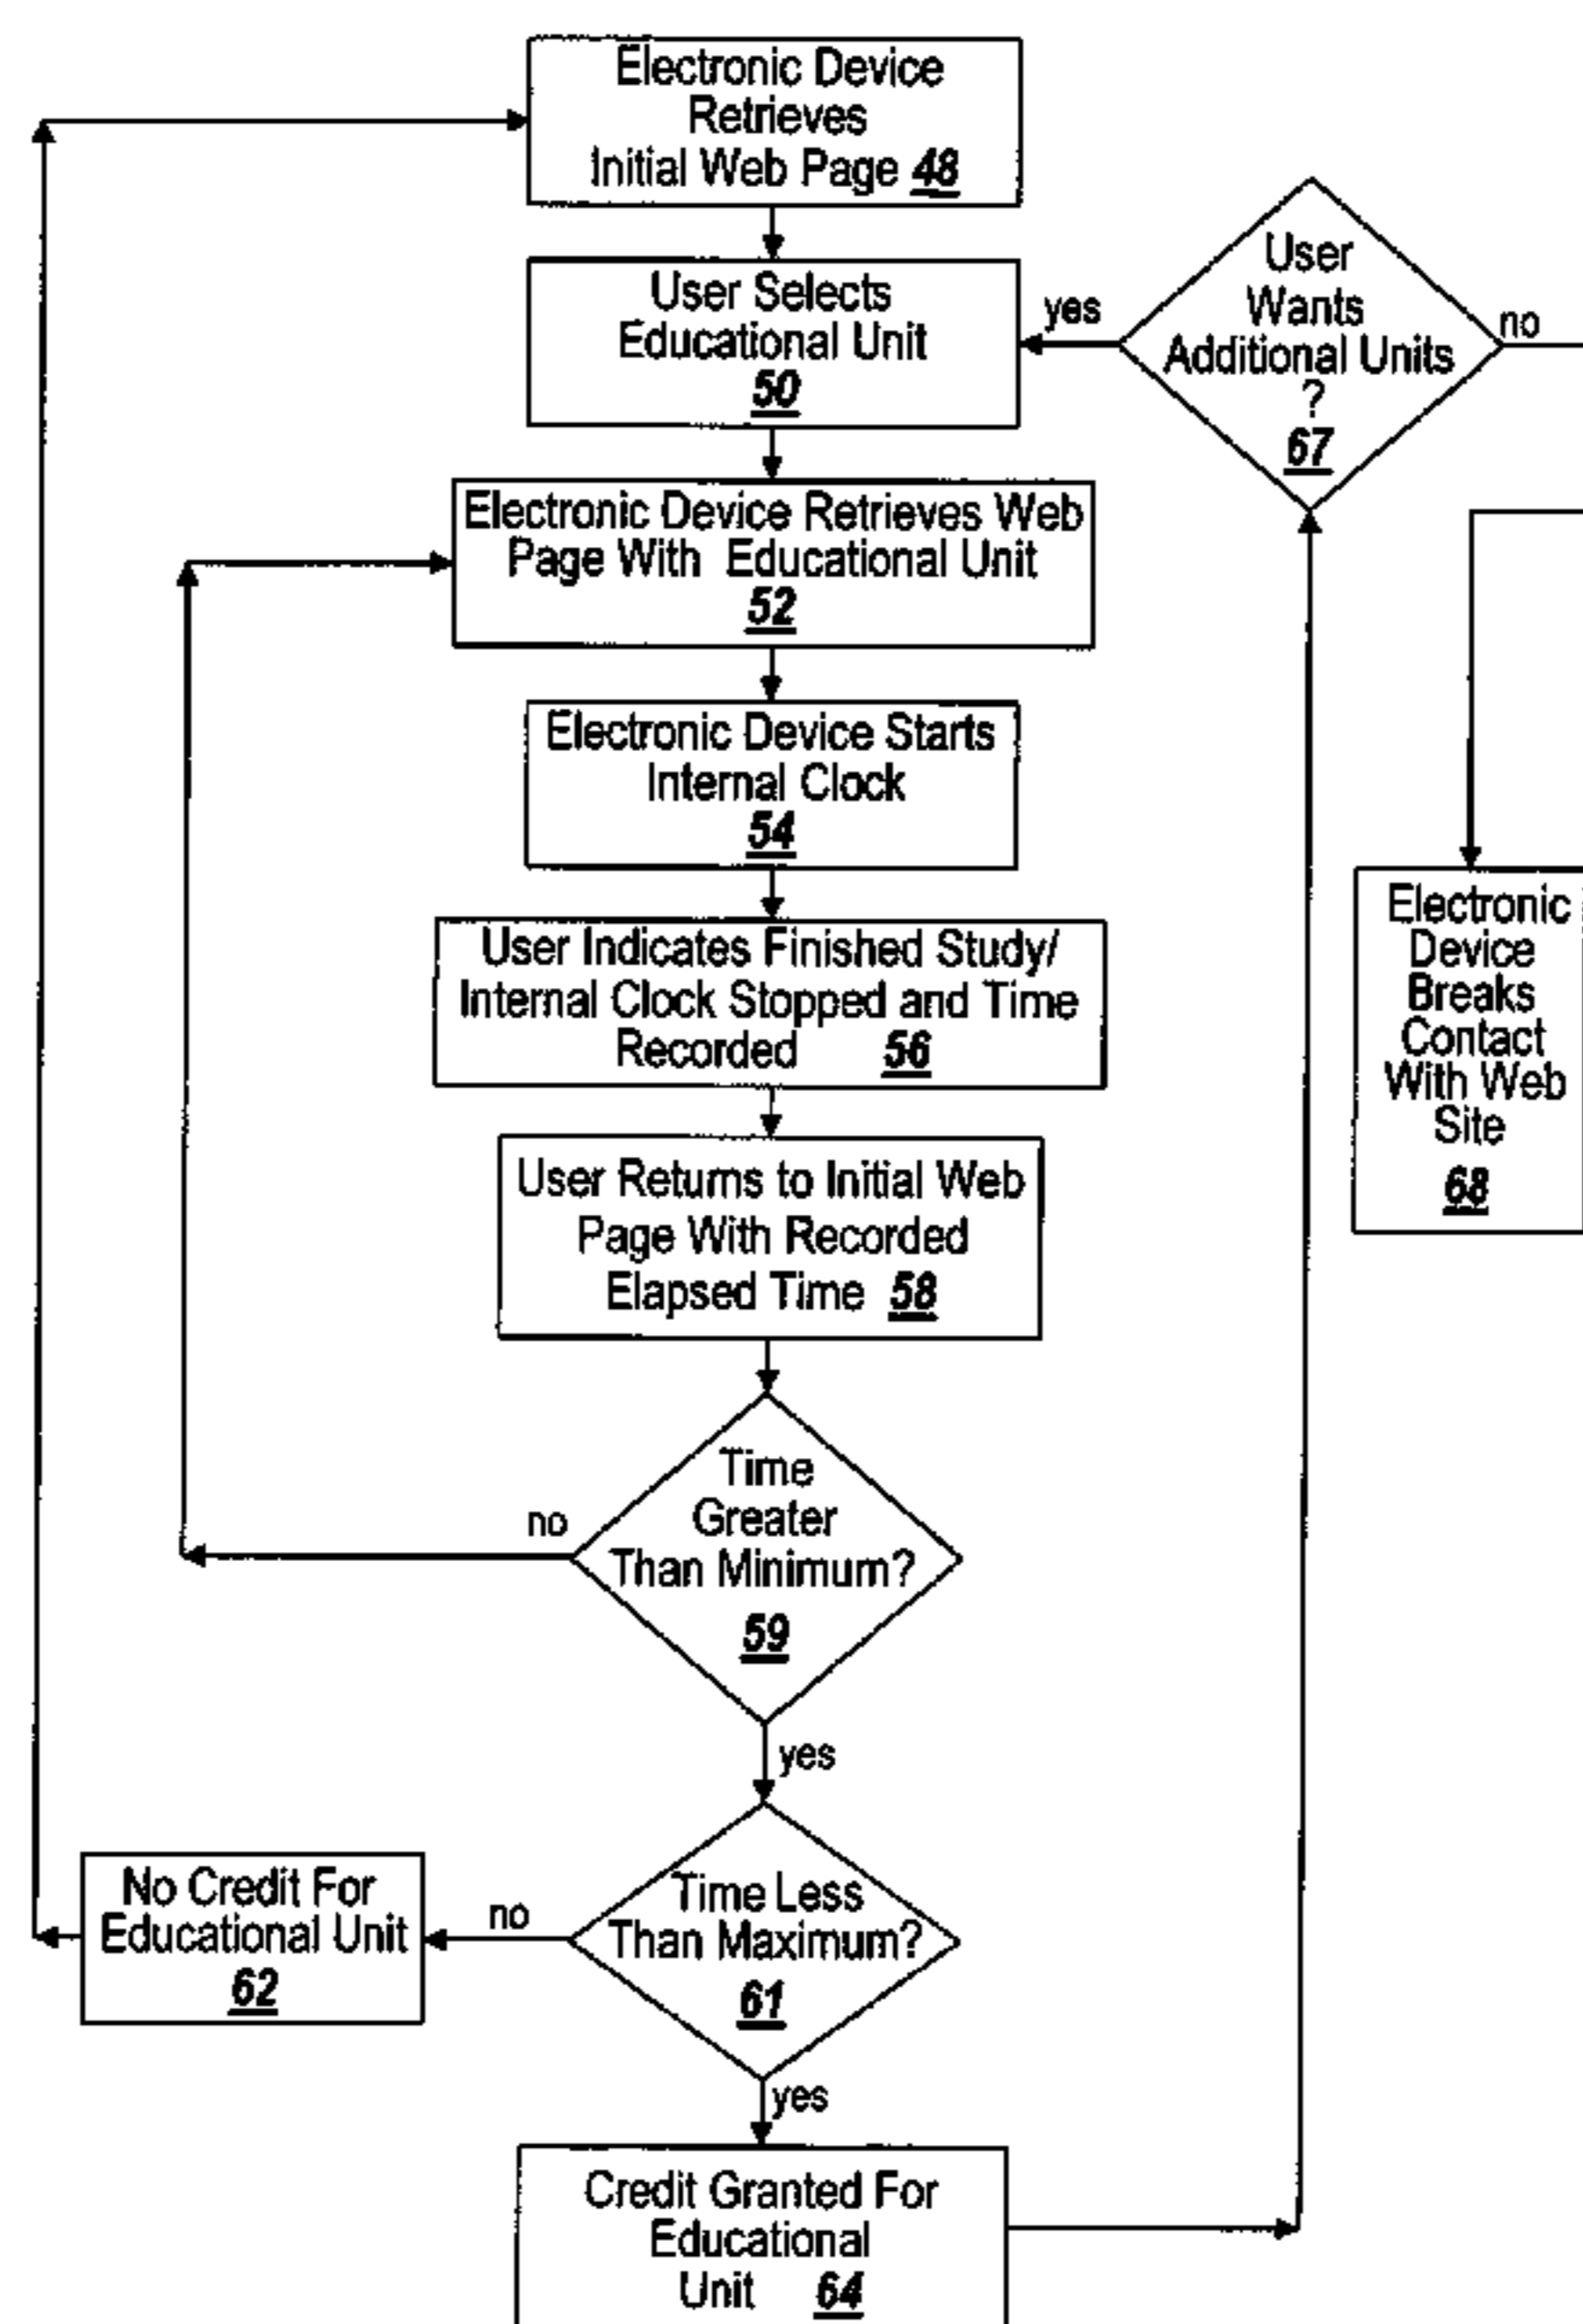 Electronic Device
Retrieves
Initial Web Page 48
User Selects
Educational Unit
50
yes
User
Wants
Additional Units
?
67
no
Electronic Device Retrieves Web
Page With Educational Unit
52
Electronic Device Starts
Internal Clock
54
User Indicates Finished Study/
Internal Clock Stopped and Time
Recorded 56
Electronic
Device
Breaks
Contact
With Web
Site
68
User Returns to Initial Web
Page With Recorded
Elapsed Time 58
Time
Greater
Than Minimum?
59
no
yes
Time Less
Than Maximum?
61
no
No Credit For
Educational Unit
62
yes
Credit Granted For
Educational
Unit 64